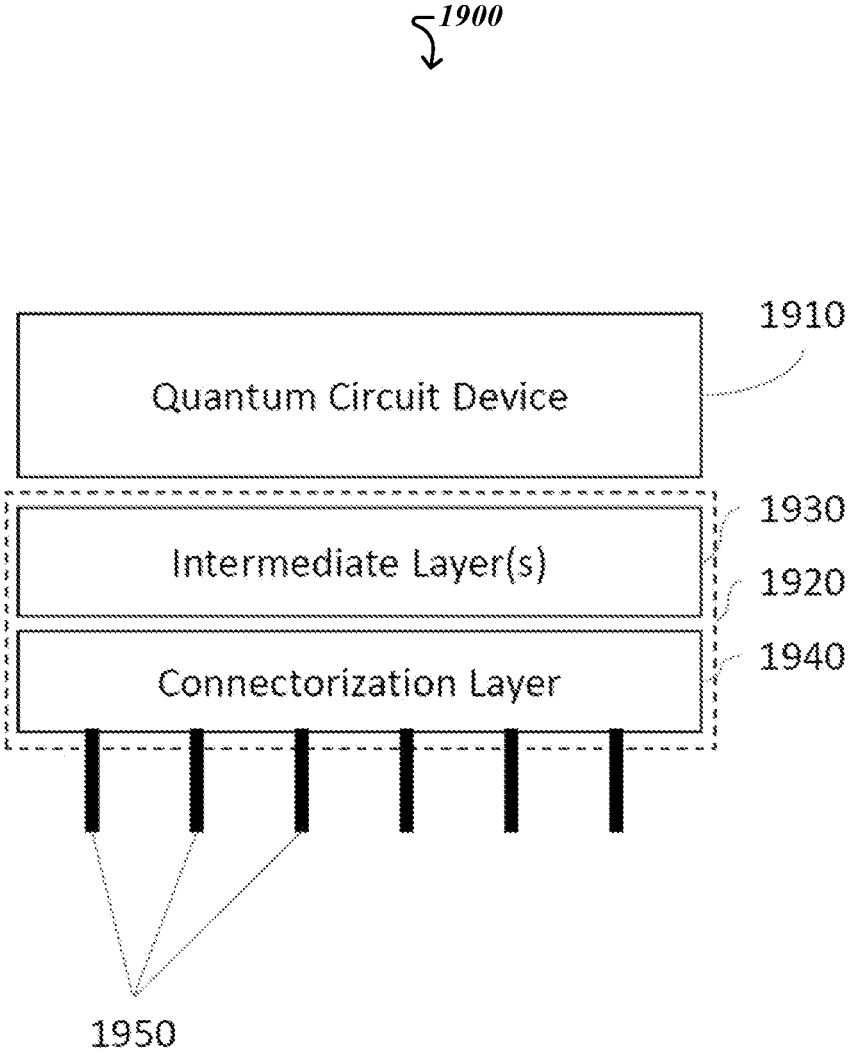 1900
1910
Quantum Circuit Device
1930
Intermediate Layer(s)
1920
1940
Connectorization Layer
1950